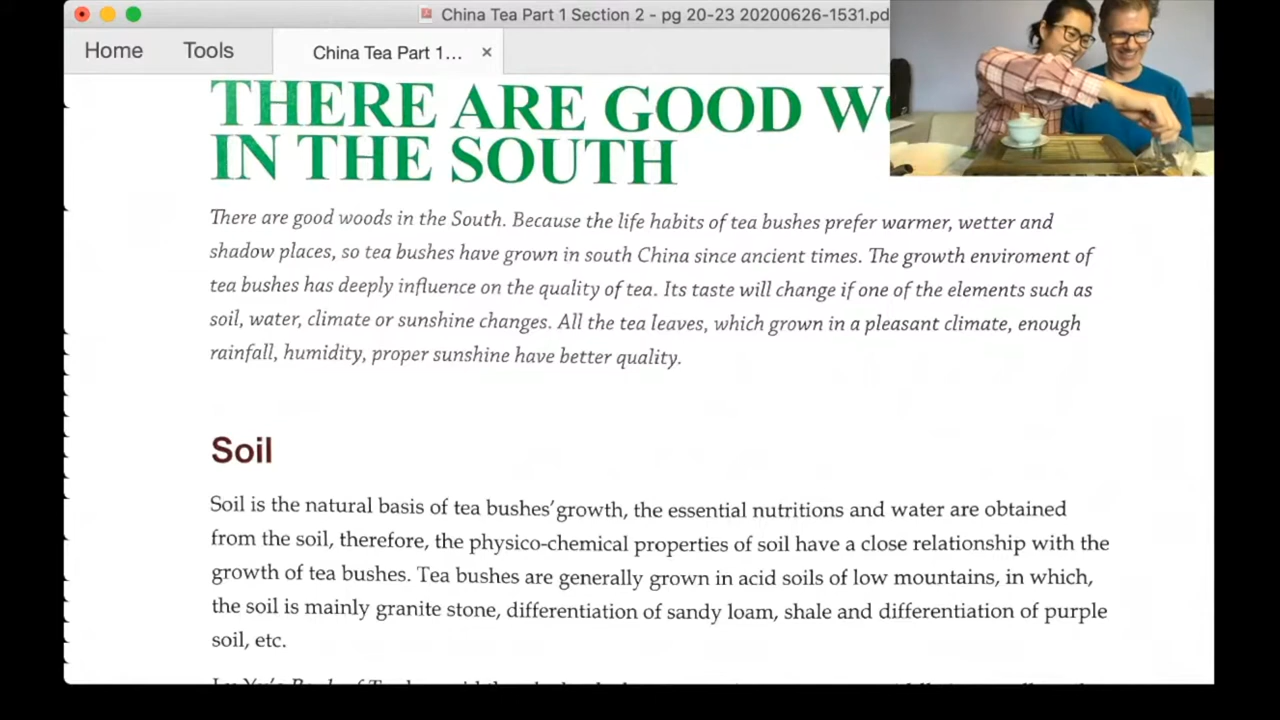 China Tea Part 1 Section 2 - pg 20-23 20200626-1531.pd
Home Tools China Tea Part 1... ×
THERE ARE GOOD
IN THE SOUTH
There are good woods in the South. Because the life habits of tea bushes prefer warmer, wetter and
shadow places, so tea bushes have grown in south China since ancient times. The growth enviroment of
tea bushes has deeply influence on the quality of tea. Its taste will change if one of the elements such as
soil, water, climate or sunshine changes. All the tea leaves, which grown in a pleasant climate, enough
rainfall, humidity, proper sunshine have better quality.
Soil
Soil is the natural basis of tea bushes’growth, the essential nutritions and water are obtained
from the soil, therefore, the physico-chemical properties of soil have a close relationship with the
growth of tea bushes. Tea bushes are generally grown in acid soils of low mountains, in which,
the soil is mainly granite stone, differentiation of sandy loam, shale and differentiation of purple
soil, etc.